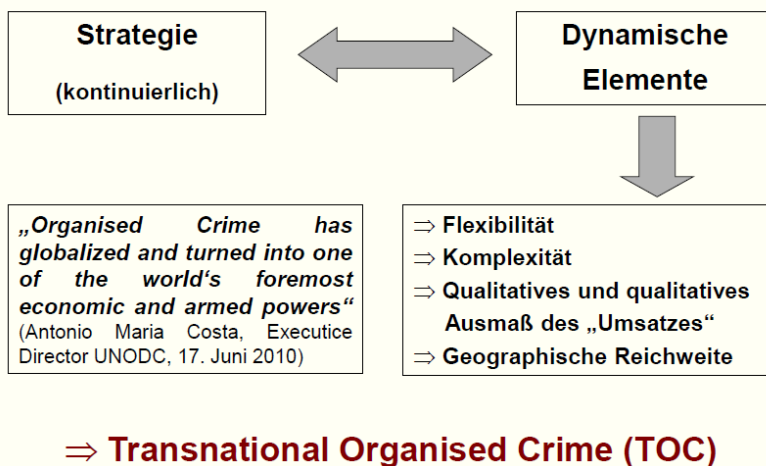 Strategie
(kontinuierlich)
Dynamische
Elemente
„Organised Crime has
globalized and turned into one
of the world‘s foremost
economic and armed powers“
(Antonio Maria Costa, Executice
Director UNODC, 17. Juni 2010)
⇒ Flexibilität
⇒ Komplexität
⇒ Qualitatives und qualitatives
Ausmaß des „Umsatzes“
⇒ Geographische Reichweite
⇒ Transnational Organised Crime (TOC)